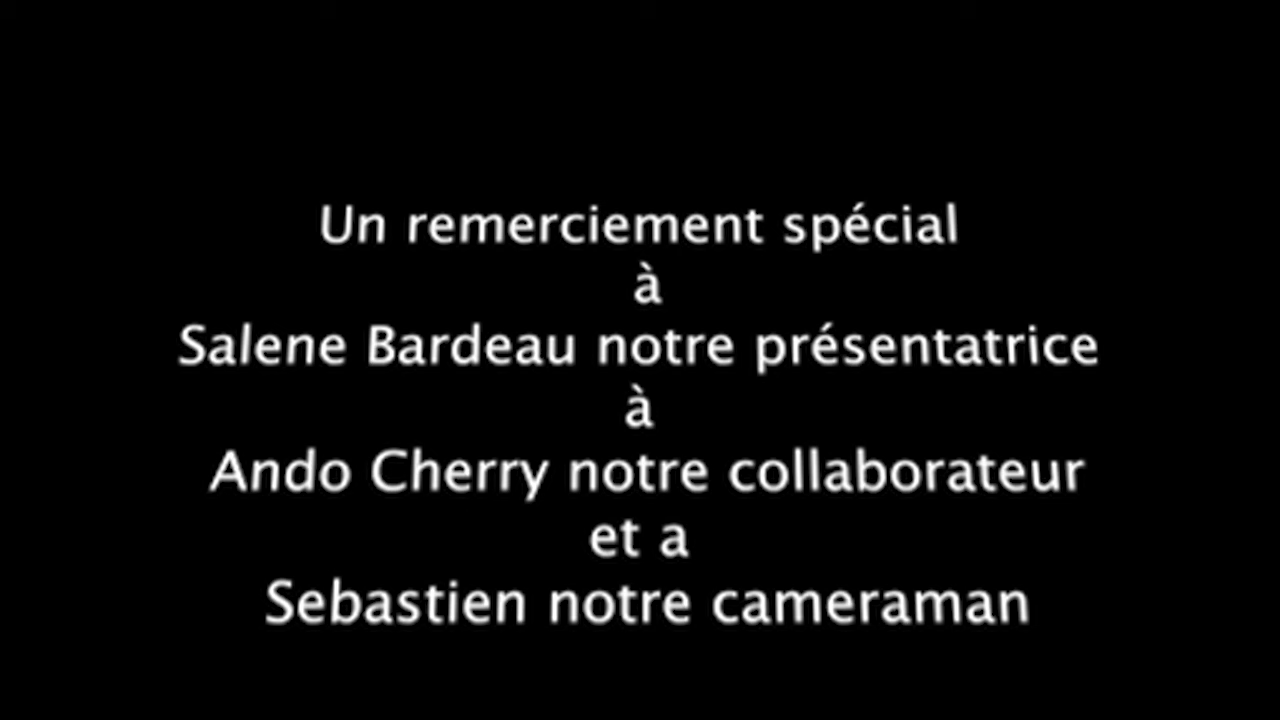 Un remerciement spécial
à
Salene Bardeau notre présentatrice
à
Ando Cherry notre collaborateur
et a
Sebastien notre cameraman